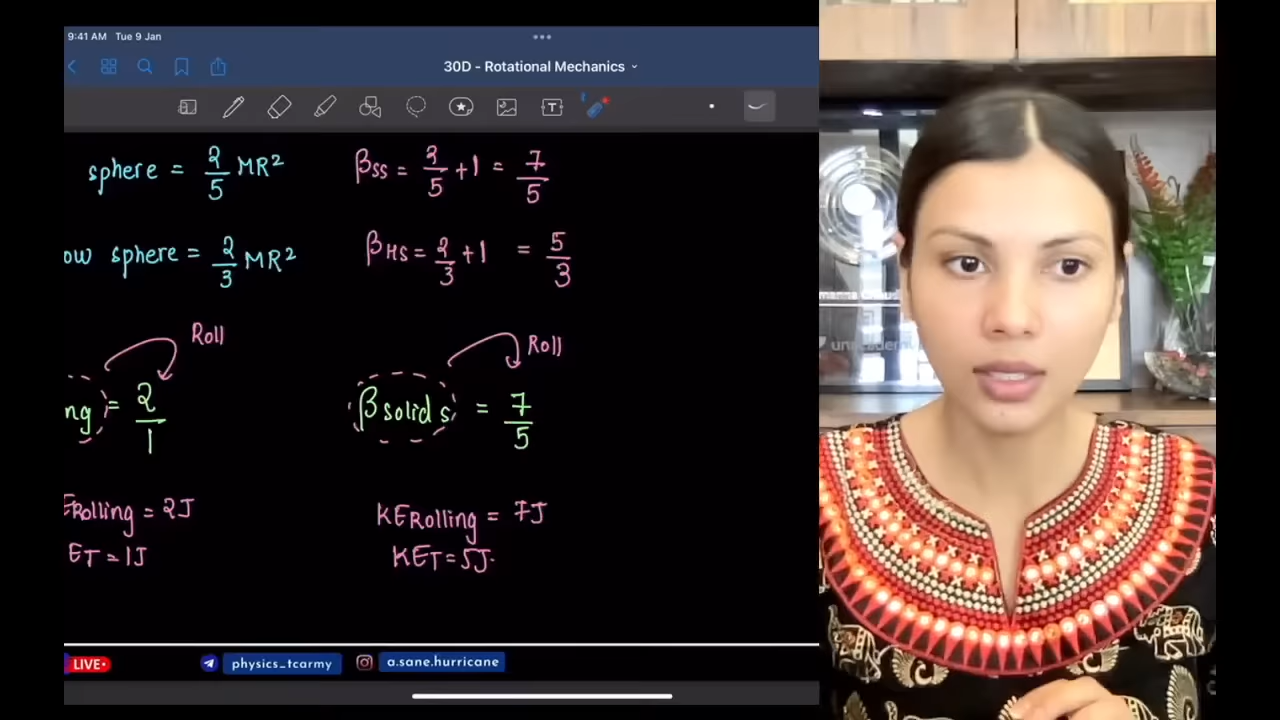 9:41 AM Tue 9 Jan
30D - Rotational Mechanics
sphere = 2/5 MR²
βss = 2/5 + 1 = 7/5
ow sphere = 2/3 MR²
βHS = 2/3 + 1 = 5/3
Roll
Roll
ng = 2/1
βsolid s = 7/5
ERolling = 2J
KERolling = 7J
ET = 1J
KET = 5J.
LIVE
physics_tcarmy
a.sane.hurricane